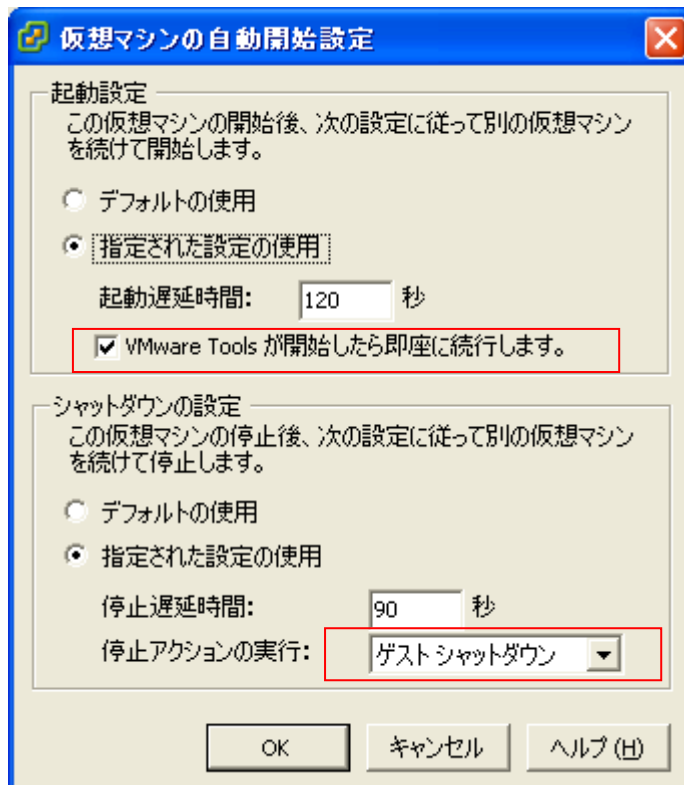 仮想マシンの自動開始設定
起動設定
この仮想マシンの開始後、次の設定に従って別の仮想マシン
を続けて開始します。
デフォルトの使用
指定された設定の使用
起動遅延時間: 120 秒
VMware Tools が開始したら即座に続行します。
シャットダウンの設定
この仮想マシンの停止後、次の設定に従って別の仮想マシン
を続けて停止します。
デフォルトの使用
指定された設定の使用
停止遅延時間: 90 秒
停止アクションの実行: ゲスト シャットダウン
OK キャンセル ヘルプ(H)